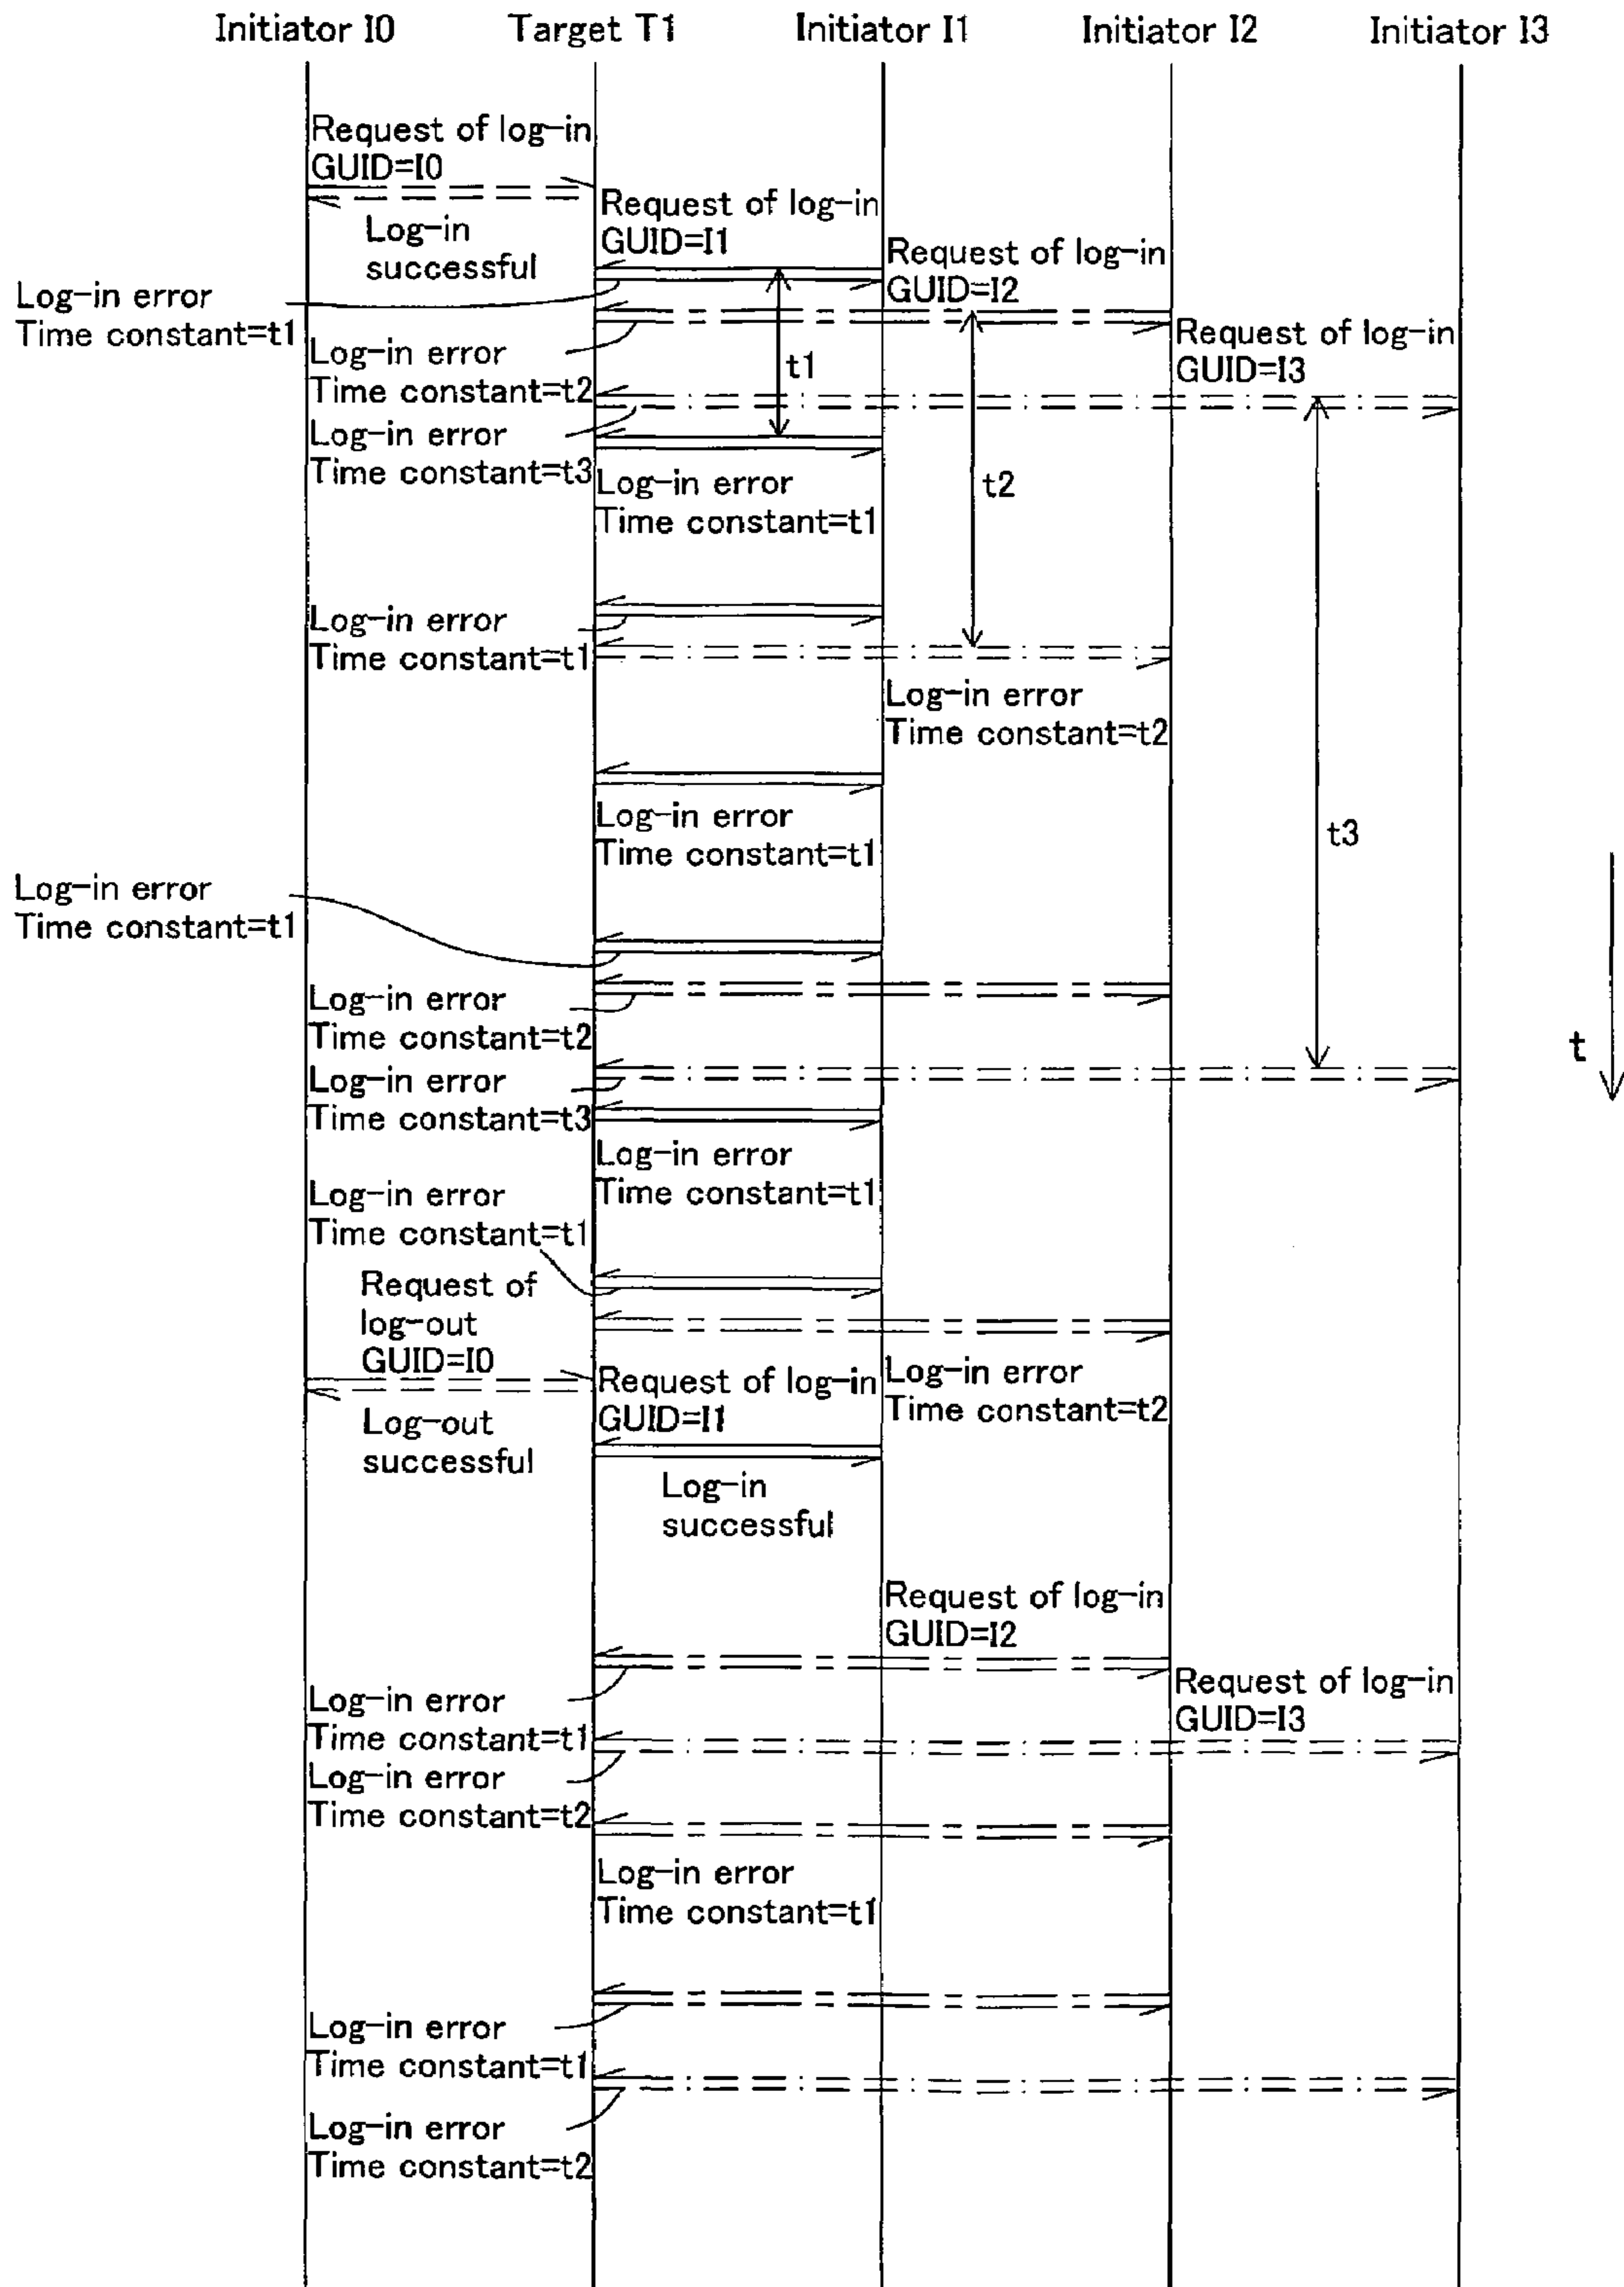 Initiator I0
Target T1
Initiator I1
Initiator I2
Initiator I3
Request of log-in
GUID=I0
Log-in
successful
Request of log-in
GUID=I1
Request of log-in
GUID=I2
Log-in error
Time constant=t1
Request of log-in
GUID=I3
Log-in error
Time constant=t2
t1
Log-in error
Time constant=t3
Log-in error
Time constant=t1
t2
Log-in error
Time constant=t1
Log-in error
Time constant=t2
Log-in error
Time constant=t1
t3
Log-in error
Time constant=t1
Log-in error
Time constant=t2
t
Log-in error
Time constant=t3
Log-in error
Time constant=t1
Log-in error
Time constant=t1
Request of
log-out
GUID=I0
Log-out
successful
Request of log-in
GUID=I1
Log-in error
Time constant=t2
Log-in
successful
Request of log-in
GUID=I2
Request of log-in
GUID=I3
Log-in error
Time constant=t1
Log-in error
Time constant=t2
Log-in error
Time constant=t1
Log-in error
Time constant=t1
Log-in error
Time constant=t2